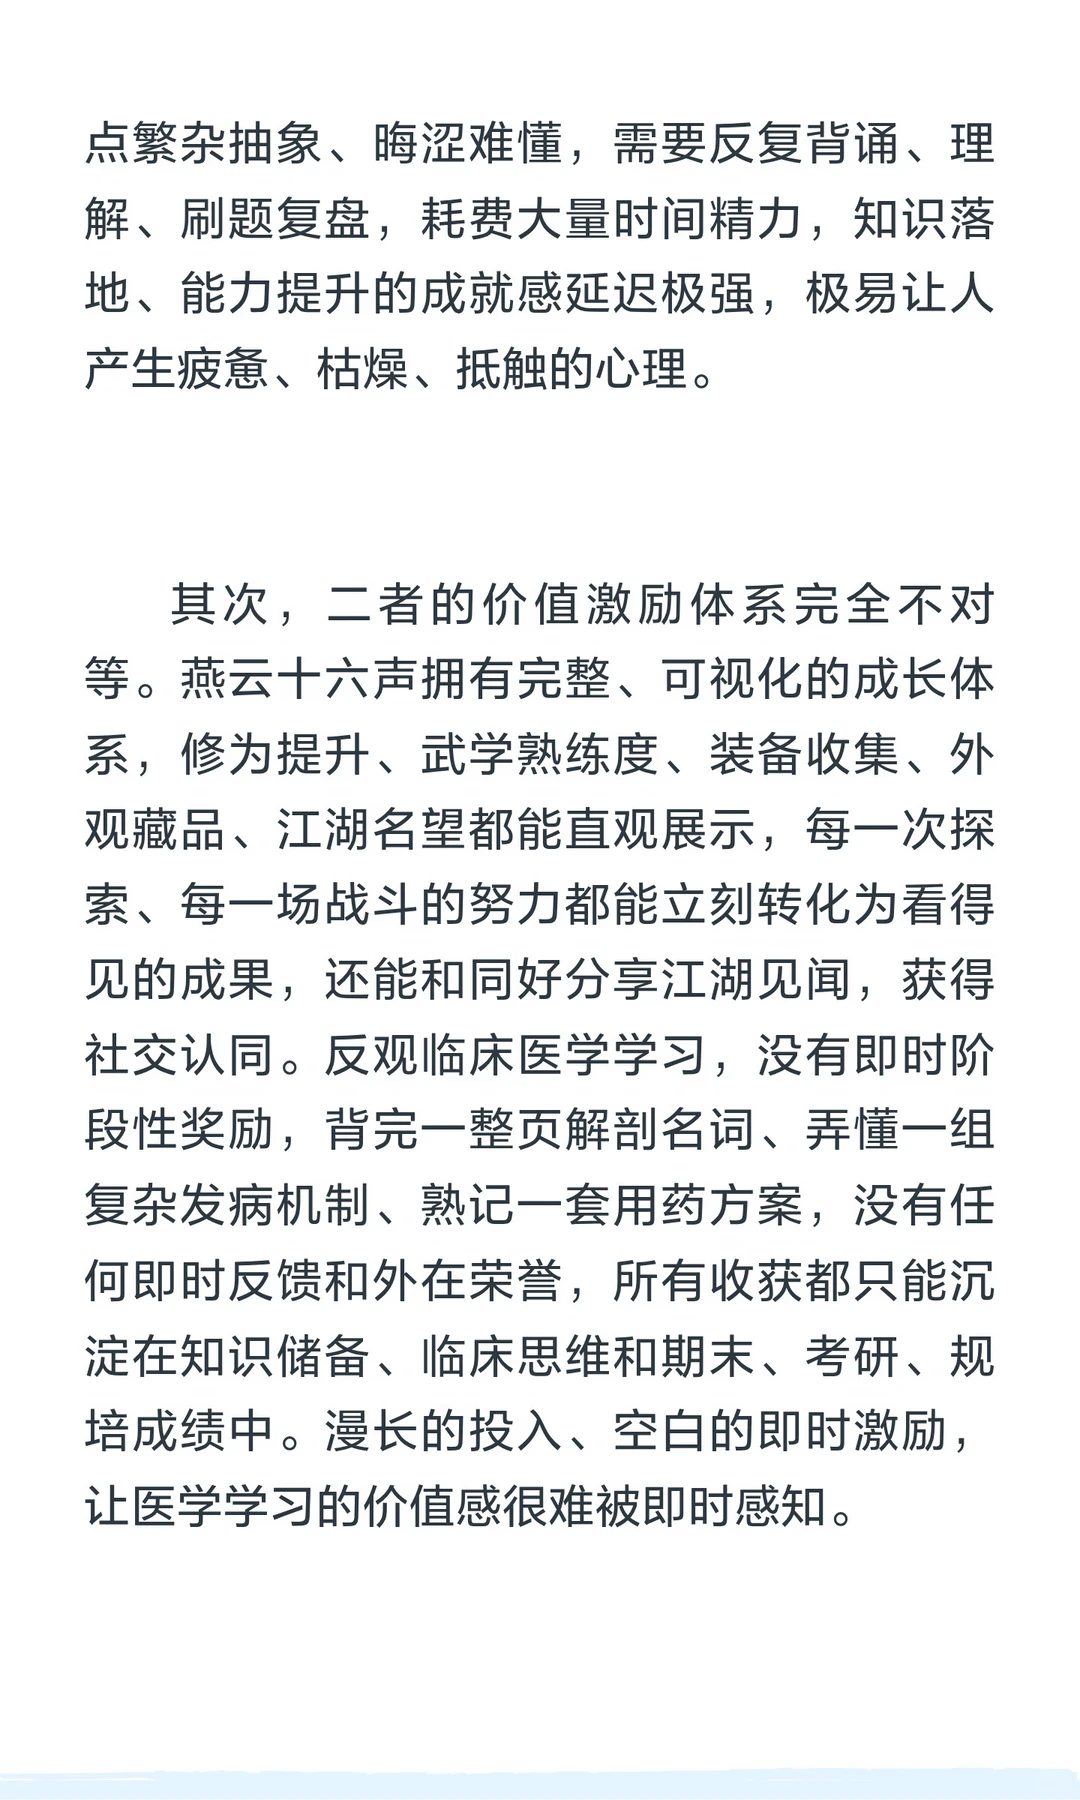 点繁杂抽象、晦涩难懂，需要反复背诵、理
解、刷题复盘，耗费大量时间精力，知识落
地、能力提升的成就感延迟极强，极易让人
产生疲惫、枯燥、抵触的心理。
其次，二者的价值激励体系完全不对
等。燕云十六声拥有完整、可视化的成长体
系，修为提升、武学熟练度、装备收集、外
观藏品、江湖名望都能直观展示，每一次探
索、每一场战斗的努力都能立刻转化为看得
见的成果，还能和同好分享江湖见闻，获得
社交认同。反观临床医学学习，没有即时阶
段性奖励，背完一整页解剖名词、弄懂一组
复杂发病机制、熟记一套用药方案，没有任
何即时反馈和外在荣誉，所有收获都只能沉
淀在知识储备、临床思维和期末、考研、规
培成绩中。漫长的投入、空白的即时激励，
让医学学习的价值感很难被即时感知。